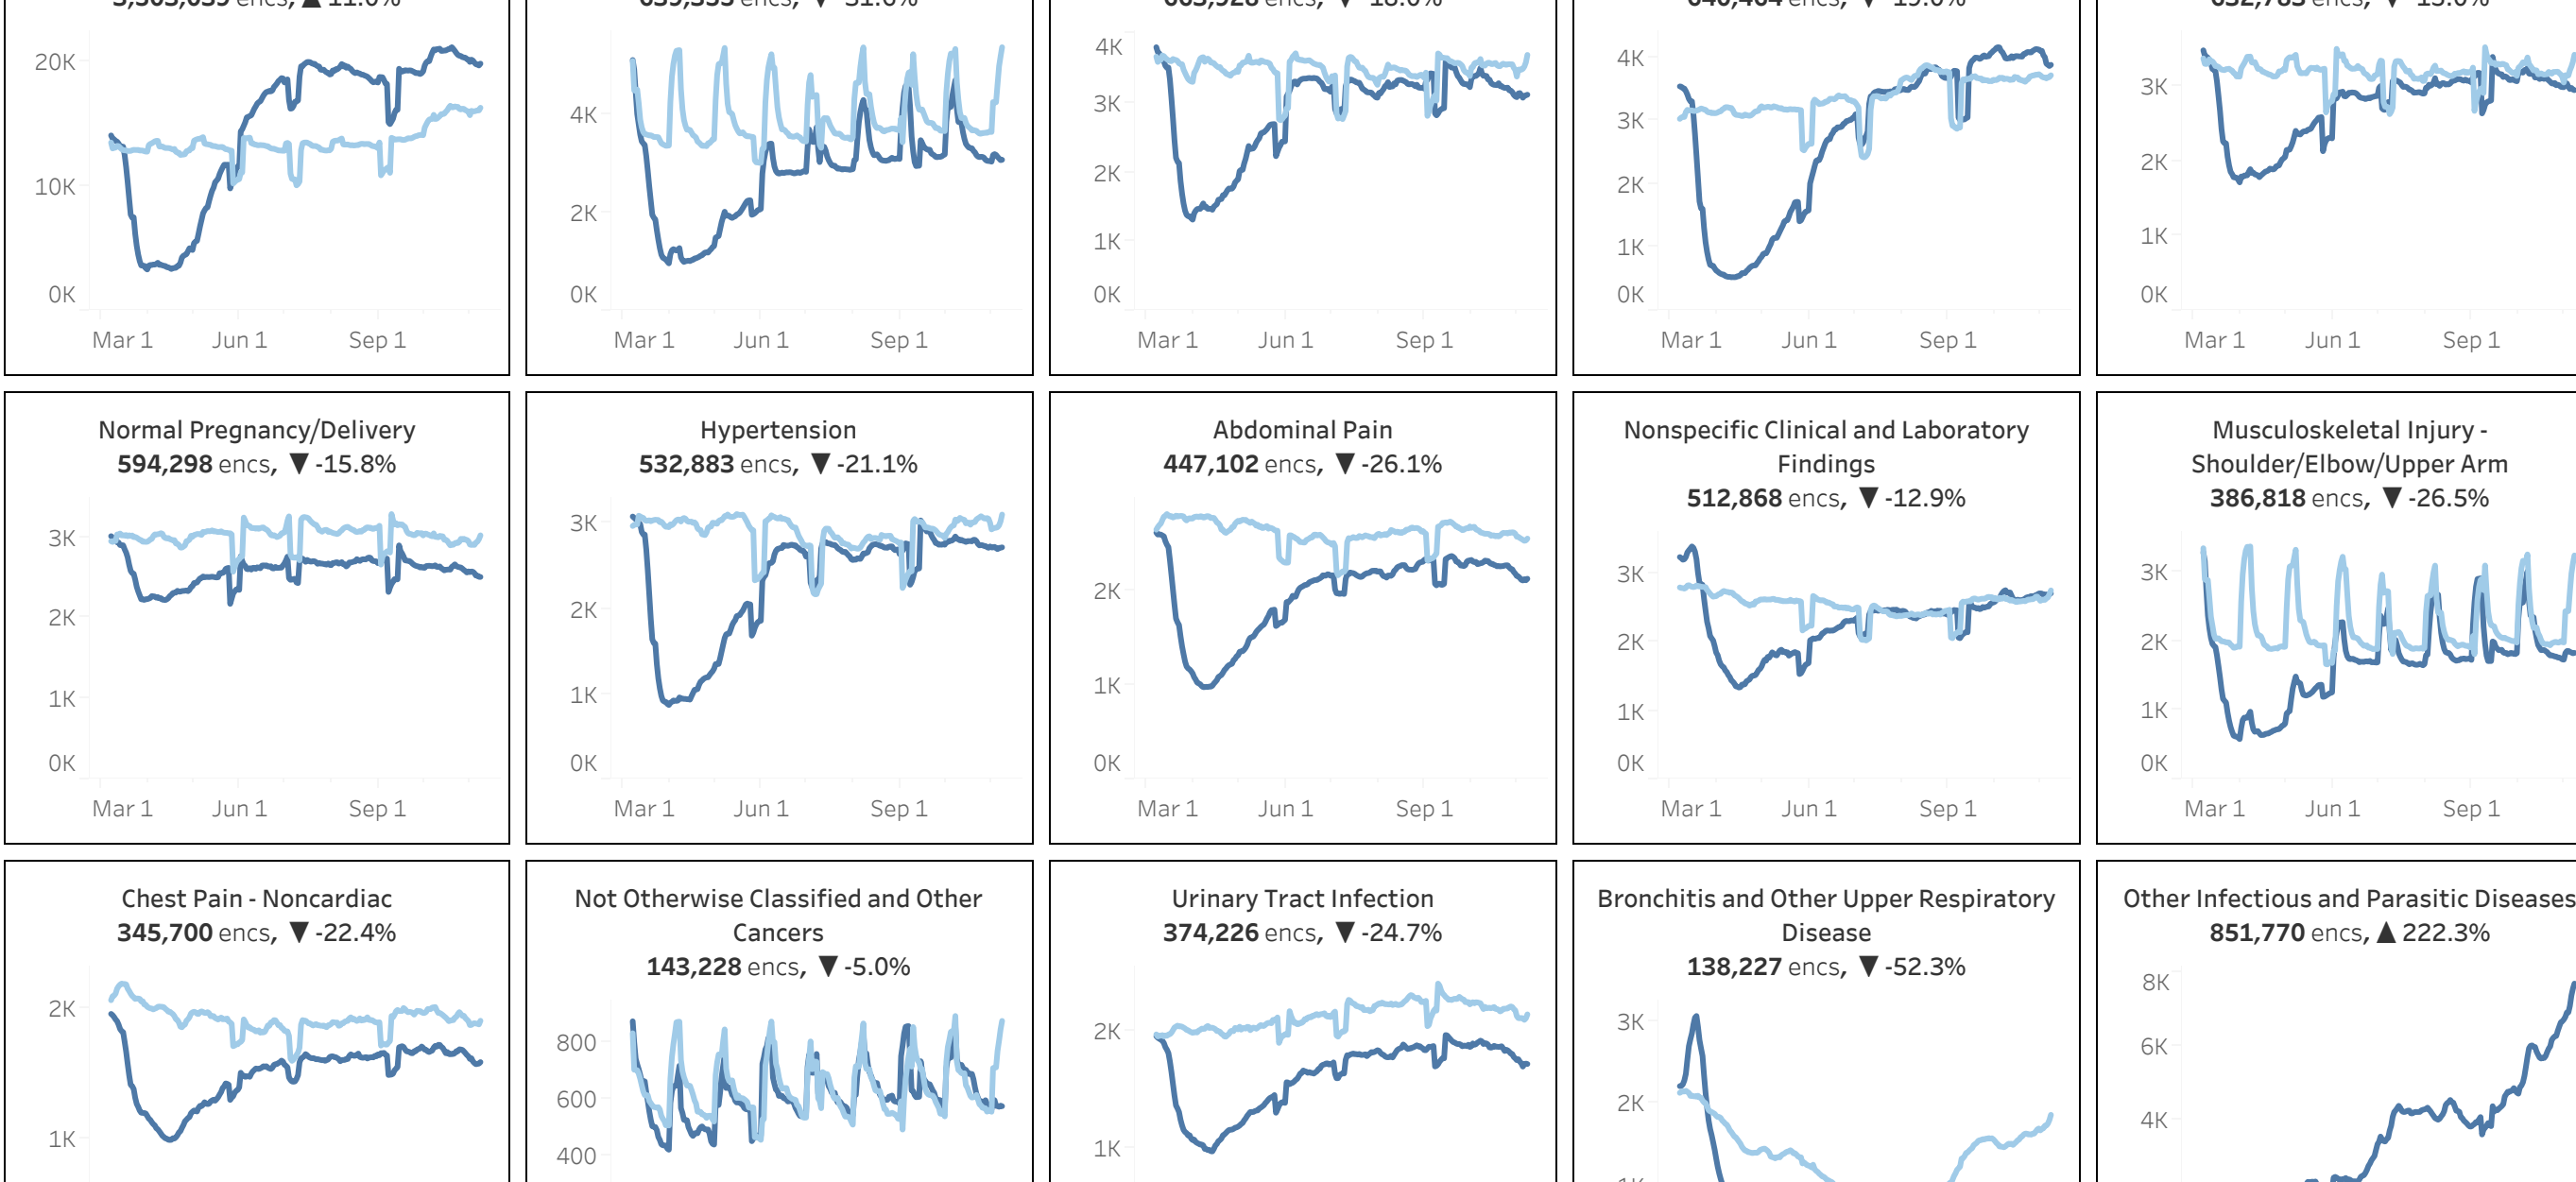 20K
10K
0K
Mar 1 Jun 1 Sep 1
4K
2K
0K
Mar 1 Jun 1 Sep 1
4K
3K
2K
1K
0K
Mar 1 Jun 1 Sep 1
4K
3K
2K
1K
0K
Mar 1 Jun 1 Sep 1
3K
2K
1K
0K
Mar 1 Jun 1 Sep 1
Normal Pregnancy/Delivery
594,298 encs, ▼ -15.8%
3K
2K
1K
0K
Mar 1 Jun 1 Sep 1
Hypertension
532,883 encs, ▼ -21.1%
3K
2K
1K
0K
Mar 1 Jun 1 Sep 1
Abdominal Pain
447,102 encs, ▼ -26.1%
2K
1K
0K
Mar 1 Jun 1 Sep 1
Nonspecific Clinical and Laboratory
Findings
512,868 encs, ▼ -12.9%
3K
2K
1K
0K
Mar 1 Jun 1 Sep 1
Musculoskeletal Injury -
Shoulder/Elbow/Upper Arm
386,818 encs, ▼ -26.5%
3K
2K
1K
0K
Mar 1 Jun 1 Sep 1
Chest Pain - Noncardiac
345,700 encs, ▼ -22.4%
2K
1K
Not Otherwise Classified and Other
Cancers
143,228 encs, ▼ -5.0%
800
600
400
Urinary Tract Infection
374,226 encs, ▼ -24.7%
2K
1K
Bronchitis and Other Upper Respiratory
Disease
138,227 encs, ▼ -52.3%
3K
2K
Other Infectious and Parasitic Diseases
851,770 encs, ▲ 222.3%
8K
6K
4K